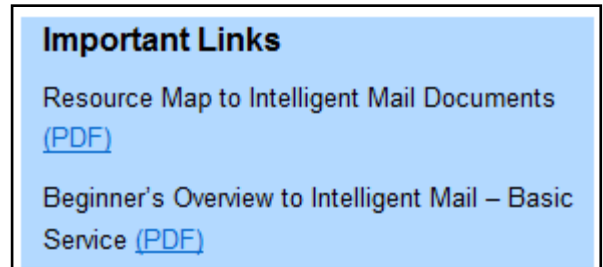 Important Links
Resource Map to Intelligent Mail Documents
(PDF)
Beginner's Overview to Intelligent Mail – Basic
Service (PDF)